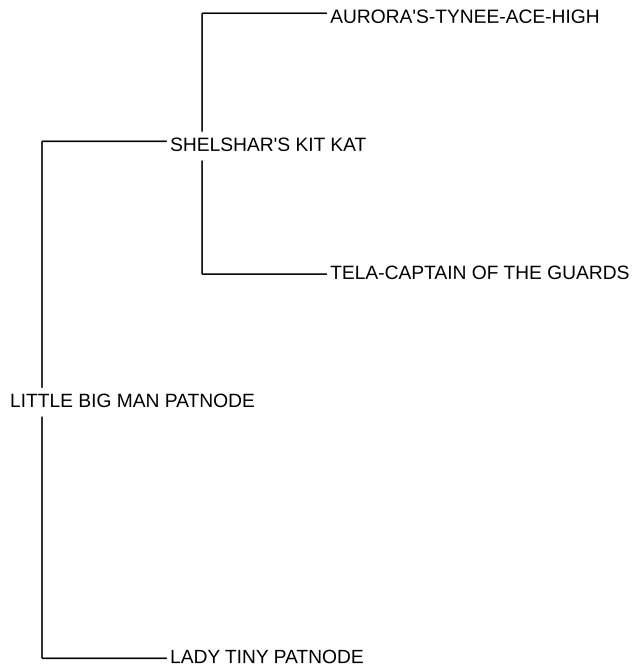 AURORA'S-TYNEE-ACE-HIGH
SHELSHAR'S KIT KAT
TELA-CAPTAIN OF THE GUARDS
LITTLE BIG MAN PATNODE
LADY TINY PATNODE